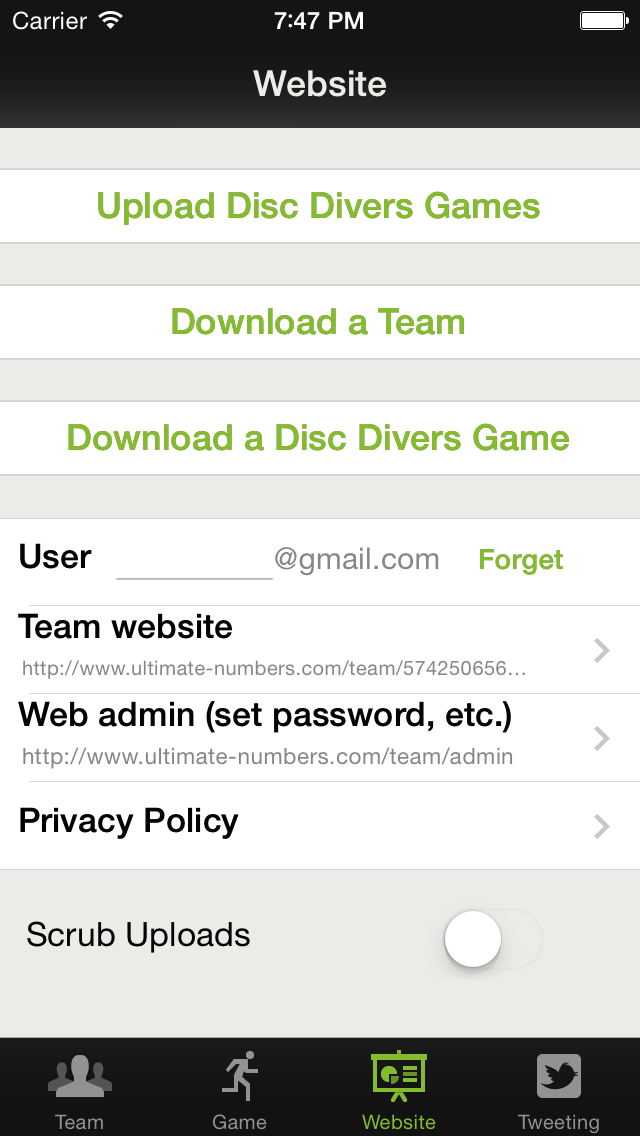 Carrier 7:47 PM
Website
Upload Disc Divers Games
Download a Team
Download a Disc Divers Game
User @gmail.com Forget
Team website
http://www.ultimate-numbers.com/team/574250656...
Web admin (set password, etc.)
http://www.ultimate-numbers.com/team/admin
Privacy Policy
Scrub Uploads
Team Game Website Tweeting